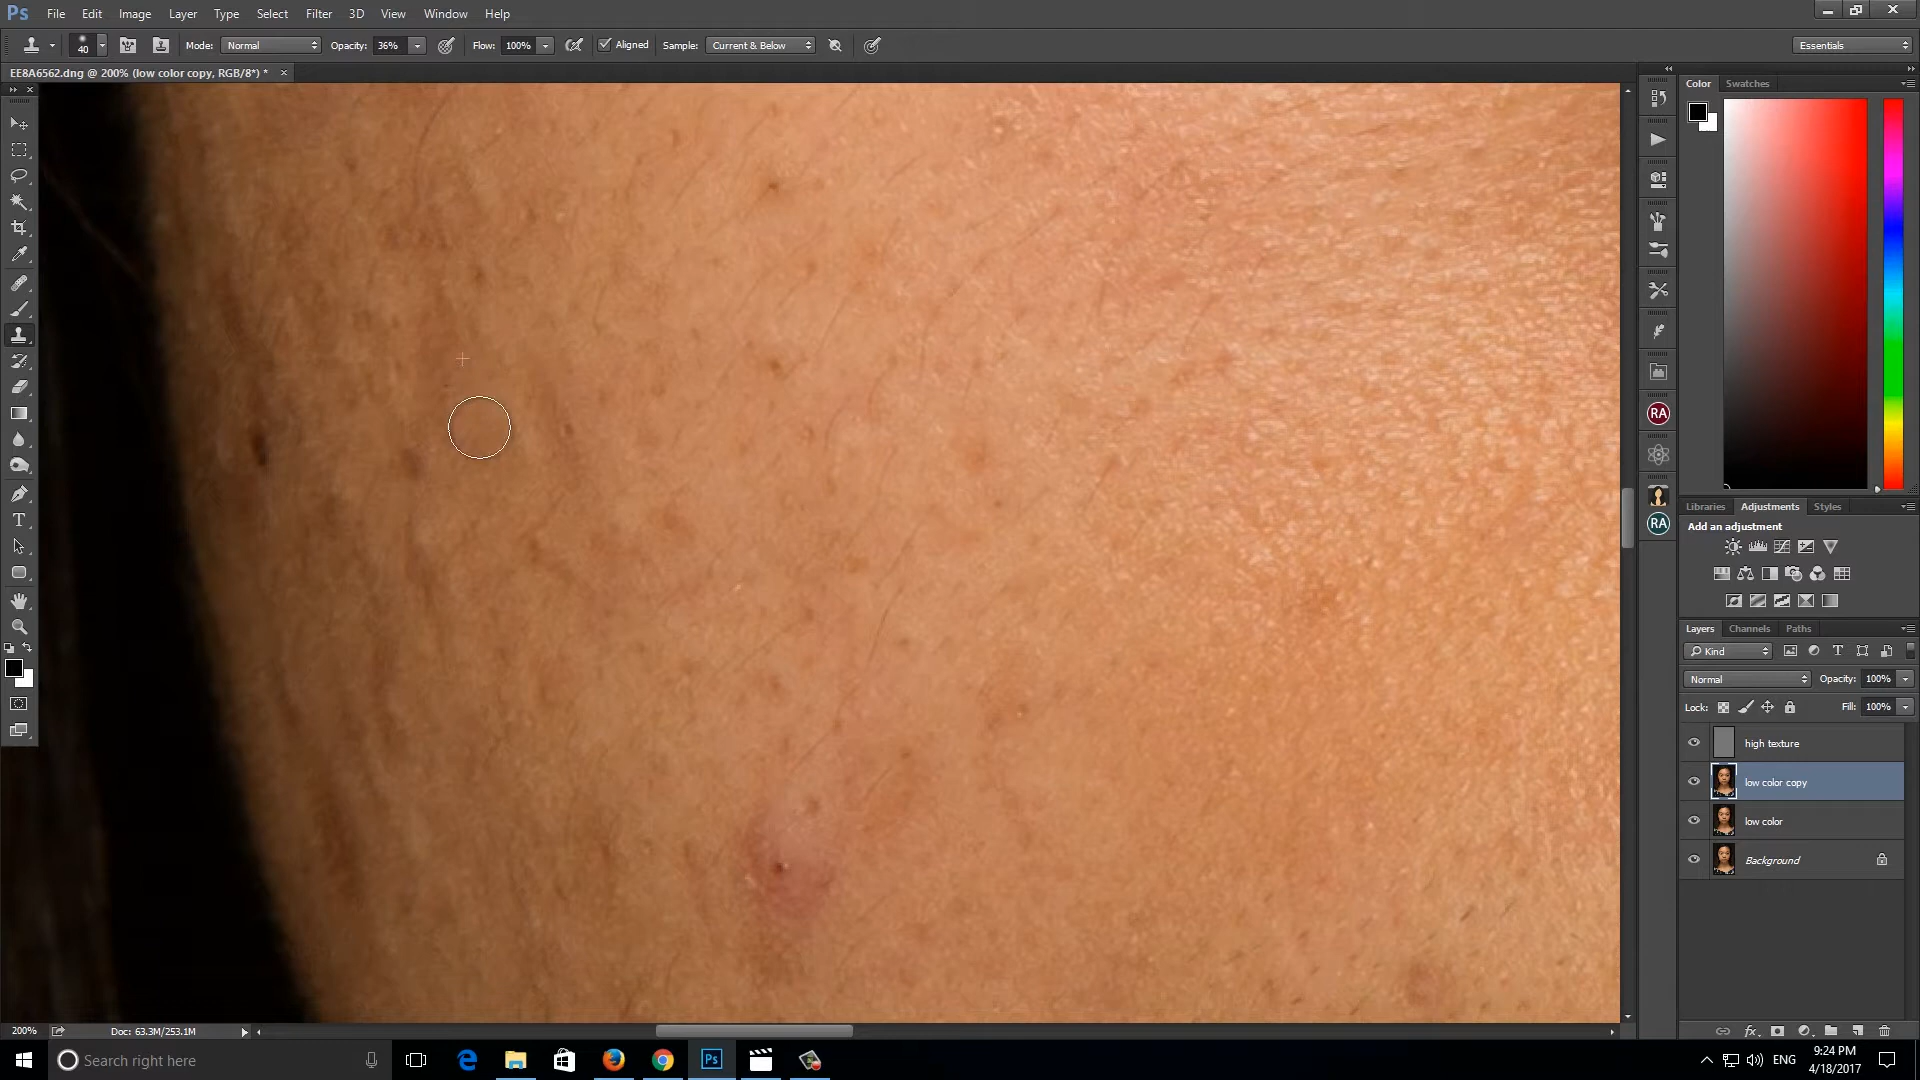 Ps File Edit Image Layer Type Select Filter 3D View Window Help
40 Mode: Normal Opacity: 36% Flow: 100% Aligned Sample: Current & Below Essentials
EE8A6562.dng @ 200% (low color copy, RGB/8*) * ×
Color Swatches
RA
RA
Libraries Adjustments Styles
Add an adjustment
T
Layers Channels Paths
Kind T
Normal Opacity: 100%
Lock: Fill: 100%
high texture
low color copy
low color
Background
fx
200% Doc: 63.3M/253.1M
Search right here Ps ENG 9:24 PM
4/18/2017